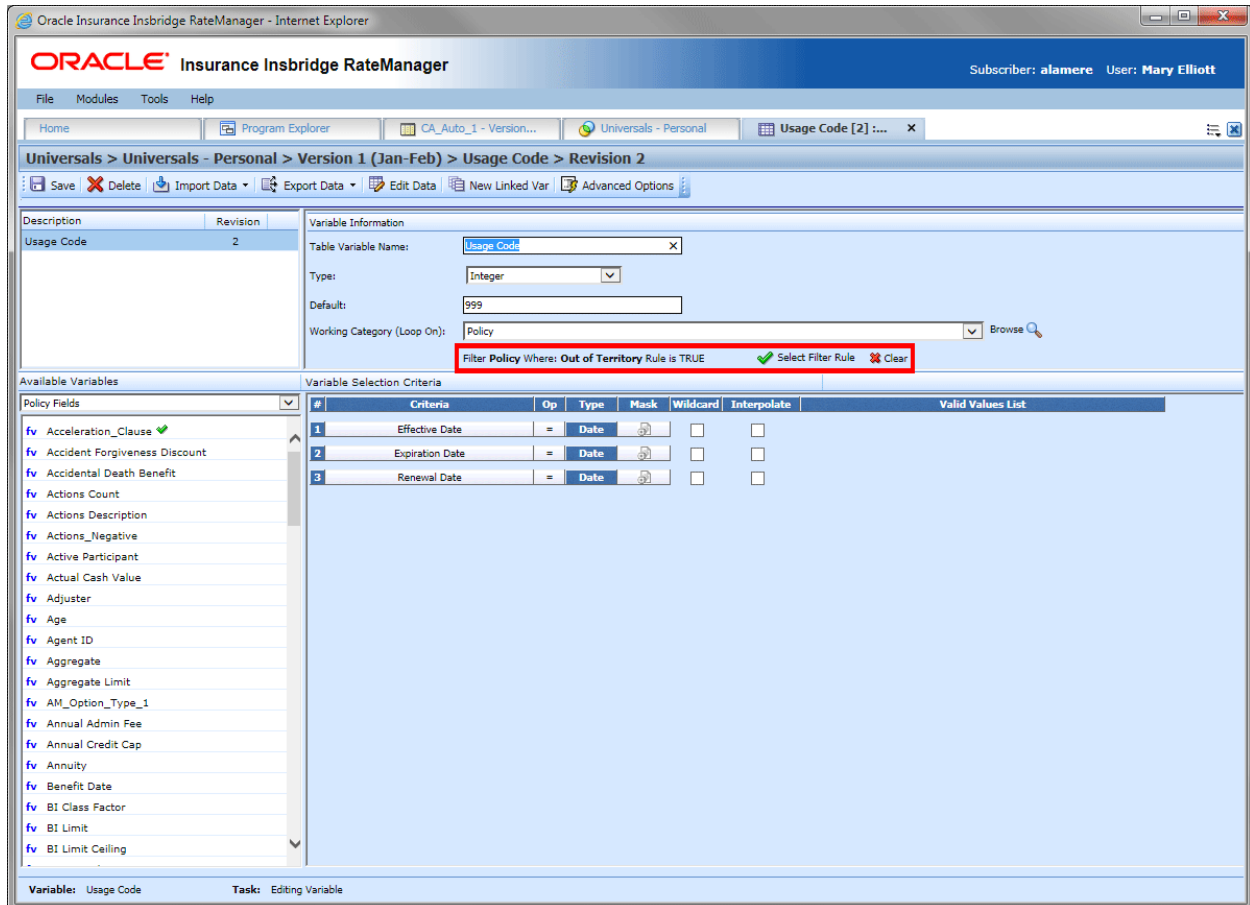 Oracle Insurance Insbridge RateManager - Internet Explorer
ORACLE® Insurance Insbridge RateManager
Subscriber: alamere User: Mary Elliott
File Modules Tools Help
Home Program Explorer CA_Auto_1 - Version... Universals - Personal Usage Code [2] :... X
Universals > Universals - Personal > Version 1 (Jan-Feb) > Usage Code > Revision 2
Save Delete Import Data Export Data Edit Data New Linked Var Advanced Options
Description Revision
Usage Code 2
Variable Information
Table Variable Name: Usage Code X
Type: Integer
Default: 999
Working Category (Loop On): Policy Browse
Filter Policy Where: Out of Territory Rule is TRUE Select Filter Rule Clear
Available Variables
Policy Fields
fv Acceleration_Clause
fv Accident Forgiveness Discount
fv Accidental Death Benefit
fv Actions Count
fv Actions Description
fv Actions_Negative
fv Active Participant
fv Actual Cash Value
fv Adjuster
fv Age
fv Agent ID
fv Aggregate
fv Aggregate Limit
fv AM_Option_Type_1
fv Annual Admin Fee
fv Annual Credit Cap
fv Annuity
fv Benefit Date
fv BI Class Factor
fv BI Limit
fv BI Limit Ceiling
Variable Selection Criteria
# Criteria Op Type Mask Wildcard Interpolate Valid Values List
1 Effective Date = Date
2 Expiration Date = Date
3 Renewal Date = Date
Variable: Usage Code Task: Editing Variable